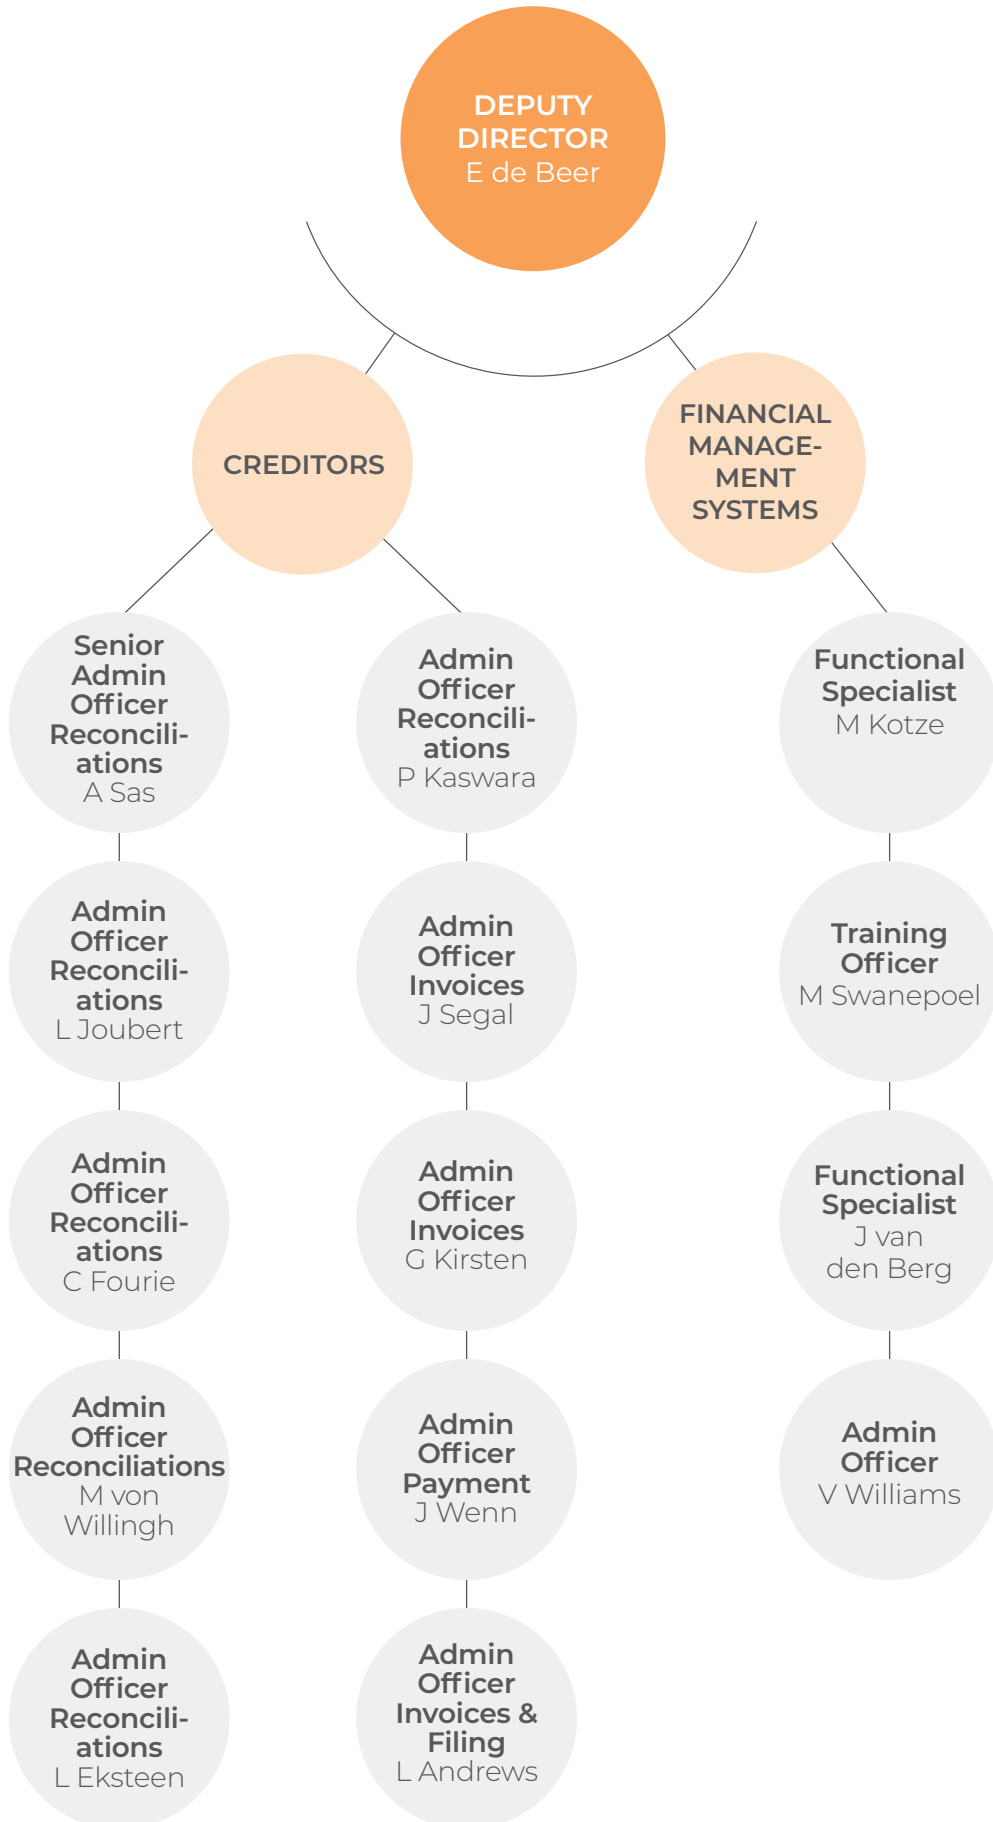 DEPUTY
DIRECTOR
E de Beer
CREDITORS
FINANCIAL
MANAGE-
MENT
SYSTEMS
Senior
Admin
Officer
Reconcili-
ations
A Sas
Admin
Officer
Reconcili-
ations
L Joubert
Admin
Officer
Reconcili-
ations
C Fourie
Admin
Officer
Reconciliations
M von
Willingh
Admin
Officer
Reconcili-
ations
L Eksteen
Admin
Officer
Reconcili-
ations
P Kaswara
Admin
Officer
Invoices
J Segal
Admin
Officer
Invoices
G Kirsten
Admin
Officer
Payment
J Wenn
Admin
Officer
Invoices &
Filing
L Andrews
Functional
Specialist
M Kotze
Training
Officer
M Swanepoel
Functional
Specialist
J van
den Berg
Admin
Officer
V Williams